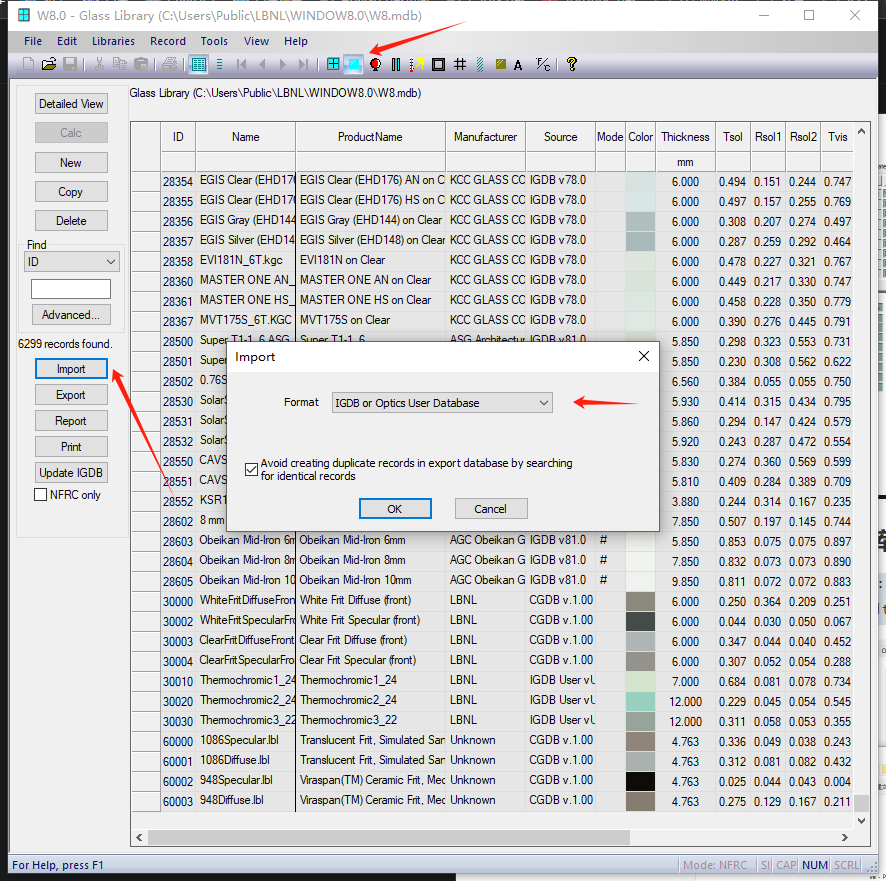 W8.0 - Glass Library (C:\Users\Public\LBNL\WINDOW8.0\W8.mdb)
File Edit Libraries Record Tools View Help
Detailed View
Calc
New
Copy
Delete
Find
ID
Advanced...
6299 records found.
Import
Export
Report
Print
Update IGDB
NFRC only
Glass Library (C:\Users\Public\LBNL\WINDOW8.0\W8.mdb)
ID Name ProductName Manufacturer Source Mode Color Thickness Tsol Rsol1 Rsol2 Tvis
mm
28354 EGIS Clear (EHD176 EGIS Clear (EHD176) AN on C KCC GLASS CO IGDB v78.0 6.000 0.494 0.151 0.244 0.747
28355 EGIS Clear (EHD176 EGIS Clear (EHD176) HS on C KCC GLASS CO IGDB v78.0 6.000 0.497 0.157 0.255 0.769
28356 EGIS Gray (EHD144 EGIS Gray (EHD144) on Clear KCC GLASS CO IGDB v78.0 6.000 0.308 0.207 0.274 0.497
28357 EGIS Silver (EHD14 EGIS Silver (EHD148) on Clear KCC GLASS CO IGDB v78.0 6.000 0.287 0.259 0.292 0.464
28358 EVI181N_6T.kgc EVI181N on Clear KCC GLASS CO IGDB v78.0 6.000 0.478 0.227 0.321 0.767
28360 MASTER ONE AN_ MASTER ONE AN on Clear KCC GLASS CO IGDB v78.0 6.000 0.449 0.217 0.330 0.747
28361 MASTER ONE HS_ MASTER ONE HS on Clear KCC GLASS CO IGDB v78.0 6.000 0.458 0.228 0.350 0.779
28367 MVT175S_6T.KGC MVT175S on Clear KCC GLASS CO IGDB v78.0 6.000 0.390 0.276 0.445 0.791
28500 Super T1-1_6.ASG Super T1-1_6 ASG Architectur IGDB v78.0 5.850 0.298 0.323 0.553 0.731
28501 Supe 5.850 0.230 0.308 0.562 0.622
28502 0.76S 6.560 0.384 0.055 0.055 0.750
28530 SolarS 5.930 0.414 0.315 0.434 0.795
28531 SolarS 5.860 0.294 0.147 0.424 0.579
28532 SolarS 5.920 0.243 0.287 0.472 0.554
28550 CAVS 5.830 0.274 0.360 0.569 0.599
28551 CAVS 5.810 0.409 0.284 0.389 0.709
28552 KSR1 3.880 0.244 0.314 0.167 0.235
28602 8 mm 7.850 0.507 0.197 0.145 0.744
28603 Obeikan Mid-Iron 6m Obeikan Mid-Iron 6mm AGC Obeikan G IGDB v81.0 # 5.850 0.853 0.075 0.075 0.897
28604 Obeikan Mid-Iron 8m Obeikan Mid-Iron 8mm AGC Obeikan G IGDB v81.0 # 7.850 0.832 0.073 0.073 0.890
28605 Obeikan Mid-Iron 10 Obeikan Mid-Iron 10mm AGC Obeikan G IGDB v81.0 # 9.850 0.811 0.072 0.072 0.883
30000 WhiteFritDiffuseFron White Frit Diffuse (front) LBNL CGDB v.1.00 6.000 0.250 0.364 0.209 0.251
30002 WhiteFritSpecularFro White Frit Specular (front) LBNL CGDB v.1.00 6.000 0.044 0.030 0.050 0.067
30003 ClearFritDiffuseFront Clear Frit Diffuse (front) LBNL CGDB v.1.00 6.000 0.347 0.044 0.040 0.452
30004 ClearFritSpecularFro Clear Frit Specular (front) LBNL CGDB v.1.00 6.000 0.307 0.052 0.054 0.288
30010 Thermochromic1_24 Thermochromic1_24 LBNL IGDB User vU 7.000 0.684 0.081 0.078 0.734
30020 Thermochromic2_24 Thermochromic2_24 LBNL IGDB User vU 12.000 0.229 0.045 0.054 0.545
30030 Thermochromic3_22 Thermochromic3_22 LBNL IGDB User vU 12.000 0.311 0.058 0.053 0.355
60000 1086Specular.lbl Translucent Frit, Simulated San Unknown CGDB v.1.00 4.763 0.336 0.049 0.038 0.243
60001 1086Diffuse.lbl Translucent Frit, Simulated San Unknown CGDB v.1.00 4.763 0.312 0.081 0.082 0.432
60002 948Specular.lbl Viraspan(TM) Ceramic Frit, Med Unknown CGDB v.1.00 4.763 0.025 0.044 0.043 0.004
60003 948Diffuse.lbl Viraspan(TM) Ceramic Frit, Med Unknown CGDB v.1.00 4.763 0.275 0.129 0.167 0.211
Import
Format IGDB or Optics User Database
Avoid creating duplicate records in export database by searching
for identical records
OK Cancel
For Help, press F1 Mode: NFRC SI CAP NUM SCRL